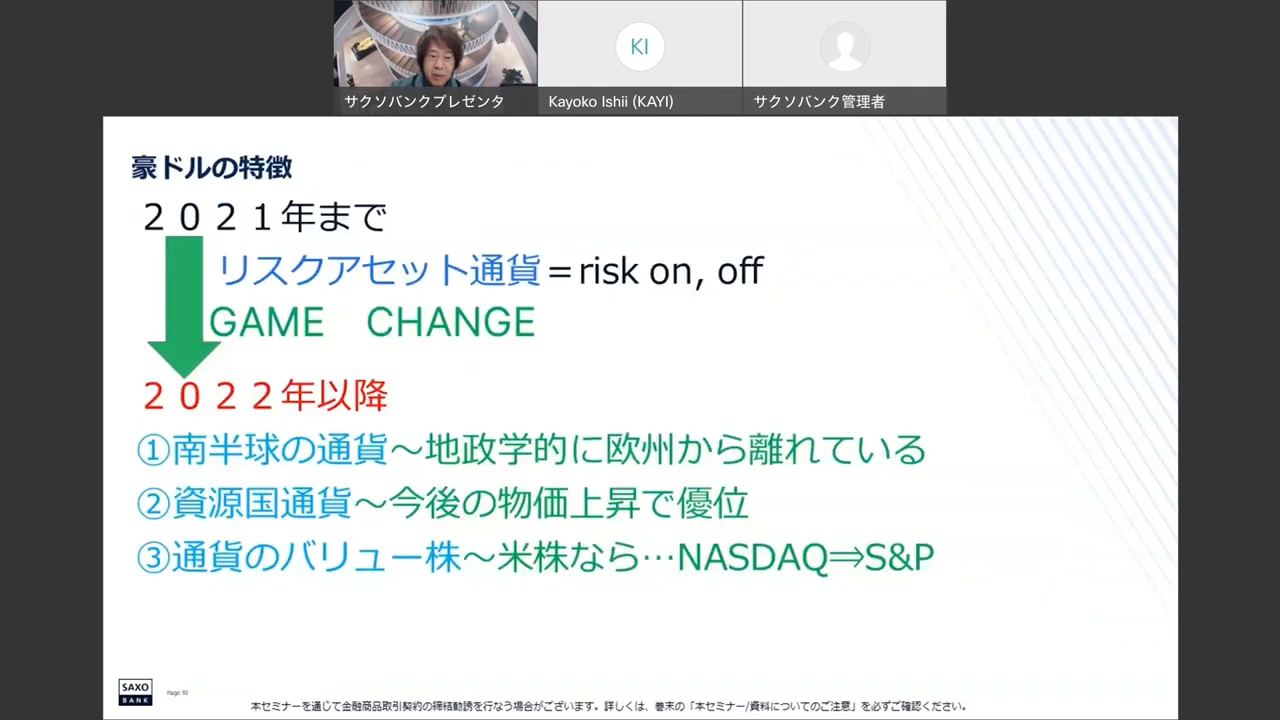 KI
サクソバンクプレゼンタ
Kayoko Ishii (KAYI)
サクソバンク管理者
豪ドルの特徴
２０２１年まで
リスクアセット通貨＝risk on, off
GAME　CHANGE
２０２２年以降
①南半球の通貨～地政学的に欧州から離れている
②資源国通貨～今後の物価上昇で優位
③通貨のバリュー株～米株なら…NASDAQ⇒S&P
SAXO
BANK
Page 10
本セミナーを通じて金融商品取引契約の締結勧誘を行なう場合がございます。詳しくは、巻末の「本セミナー/資料についてのご注意」を必ずご確認ください。